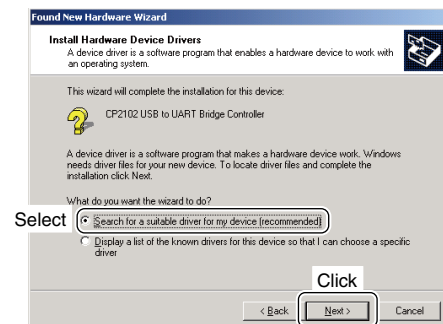 Found New Hardware Wizard
Install Hardware Device Drivers
A device driver is a software program that enables a hardware device to work with
an operating system.
This wizard will complete the installation for this device:
CP2102 USB to UART Bridge Controller
A device driver is a software program that makes a hardware device work. Windows
needs driver files for your new device. To locate driver files and complete the
installation click Next.
What do you want the wizard to do?
Select
Search for a suitable driver for my device (recommended)
Display a list of the known drivers for this device so that I can choose a specific
driver
Click
< Back Next > Cancel